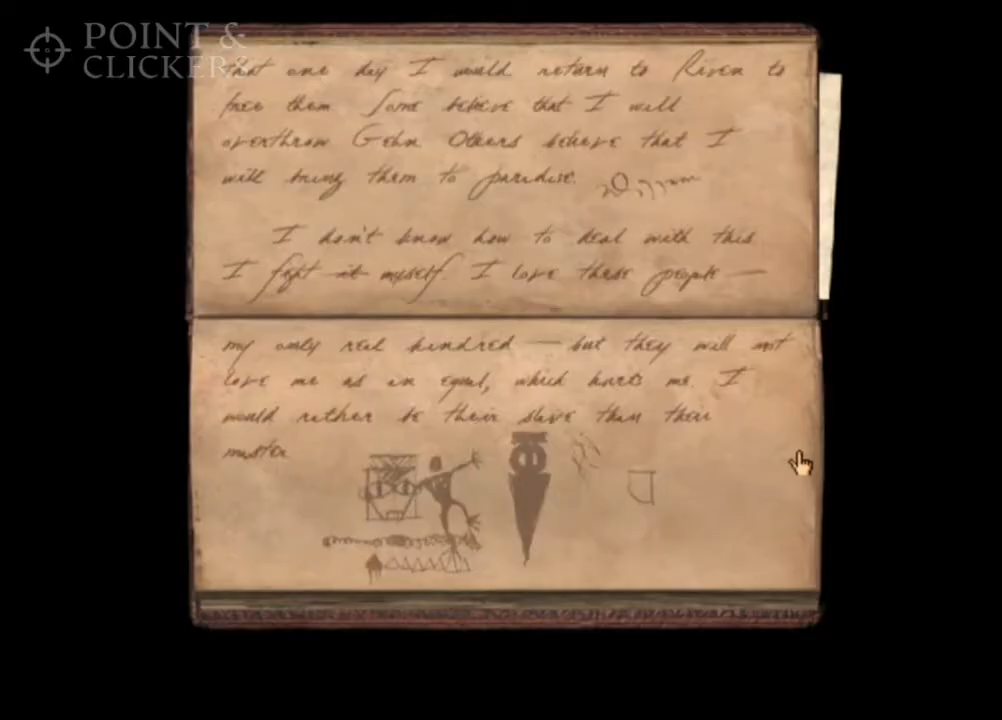 POINT &
CLICKER
that one day I would return to Riven to
free them Some believe that I will
overthrow Gehn. Others believe that I
will bring them to paradise.
I don't know how to deal with this
I fight it myself. I love these people —
my only real kindred — but they will not
love me as an equal, which hurts me. I
would rather be their slave than their
master